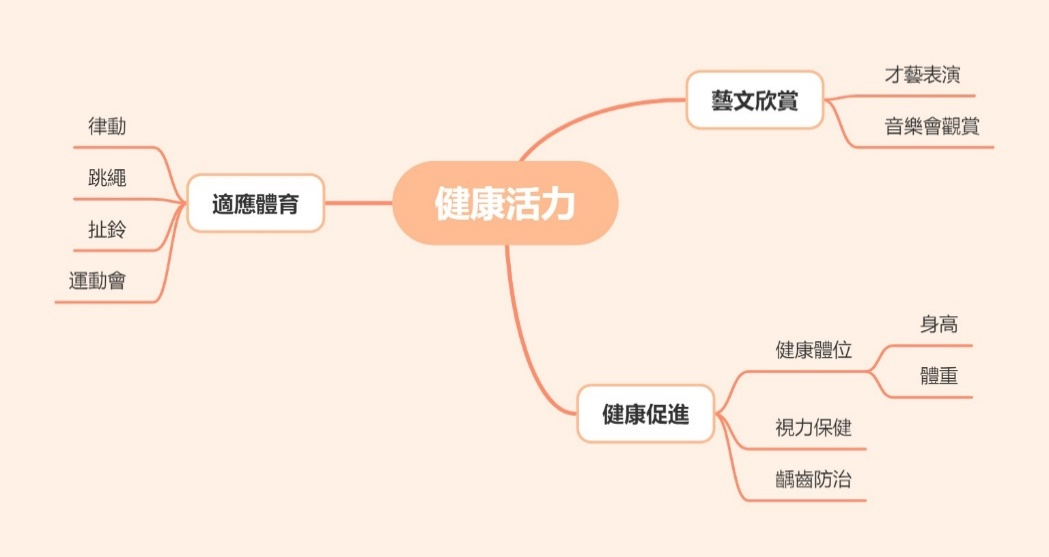 健康活力
藝文欣賞
才藝表演
音樂會觀賞
適應體育
律動
跳繩
扯鈴
運動會
健康促進
健康體位
身高
體重
視力保健
齲齒防治